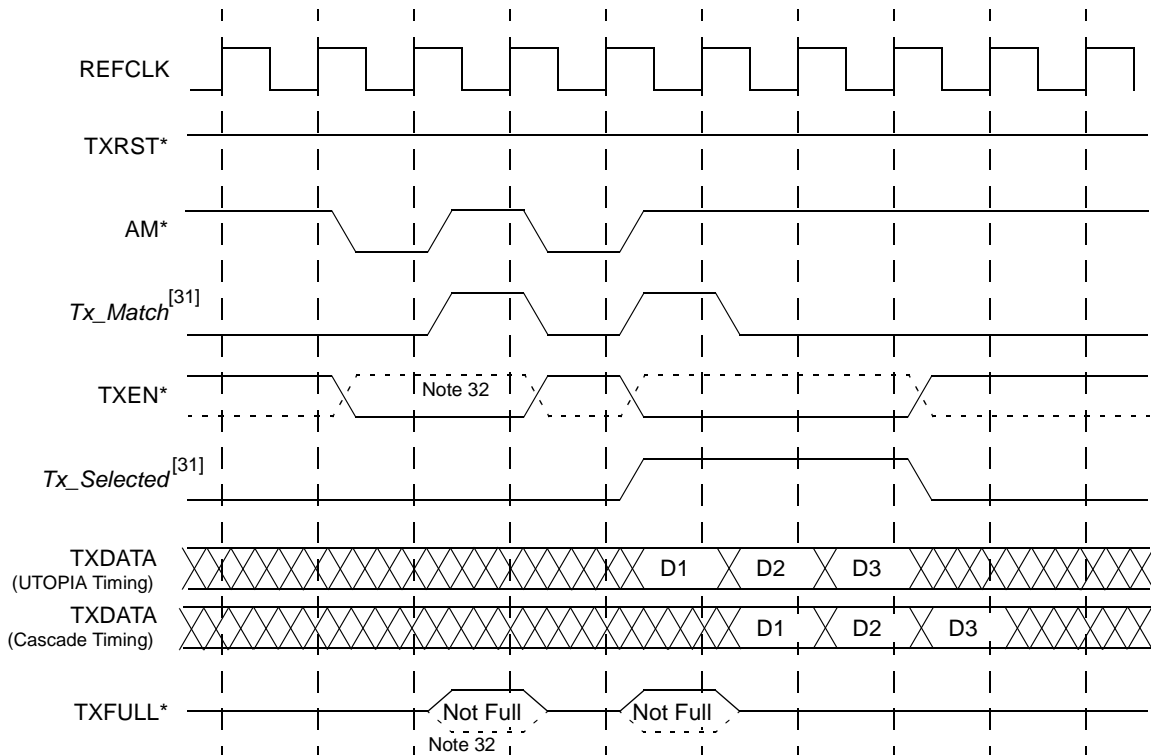 REFCLK
TXRST*
AM*
Tx_Match[31]
TXEN*
Note 32
Tx_Selected[31]
TXDATA
(UTOPIA Timing)
D1 D2 D3
TXDATA
(Cascade Timing)
D1 D2 D3
TXFULL*
Not Full Not Full
Note 32